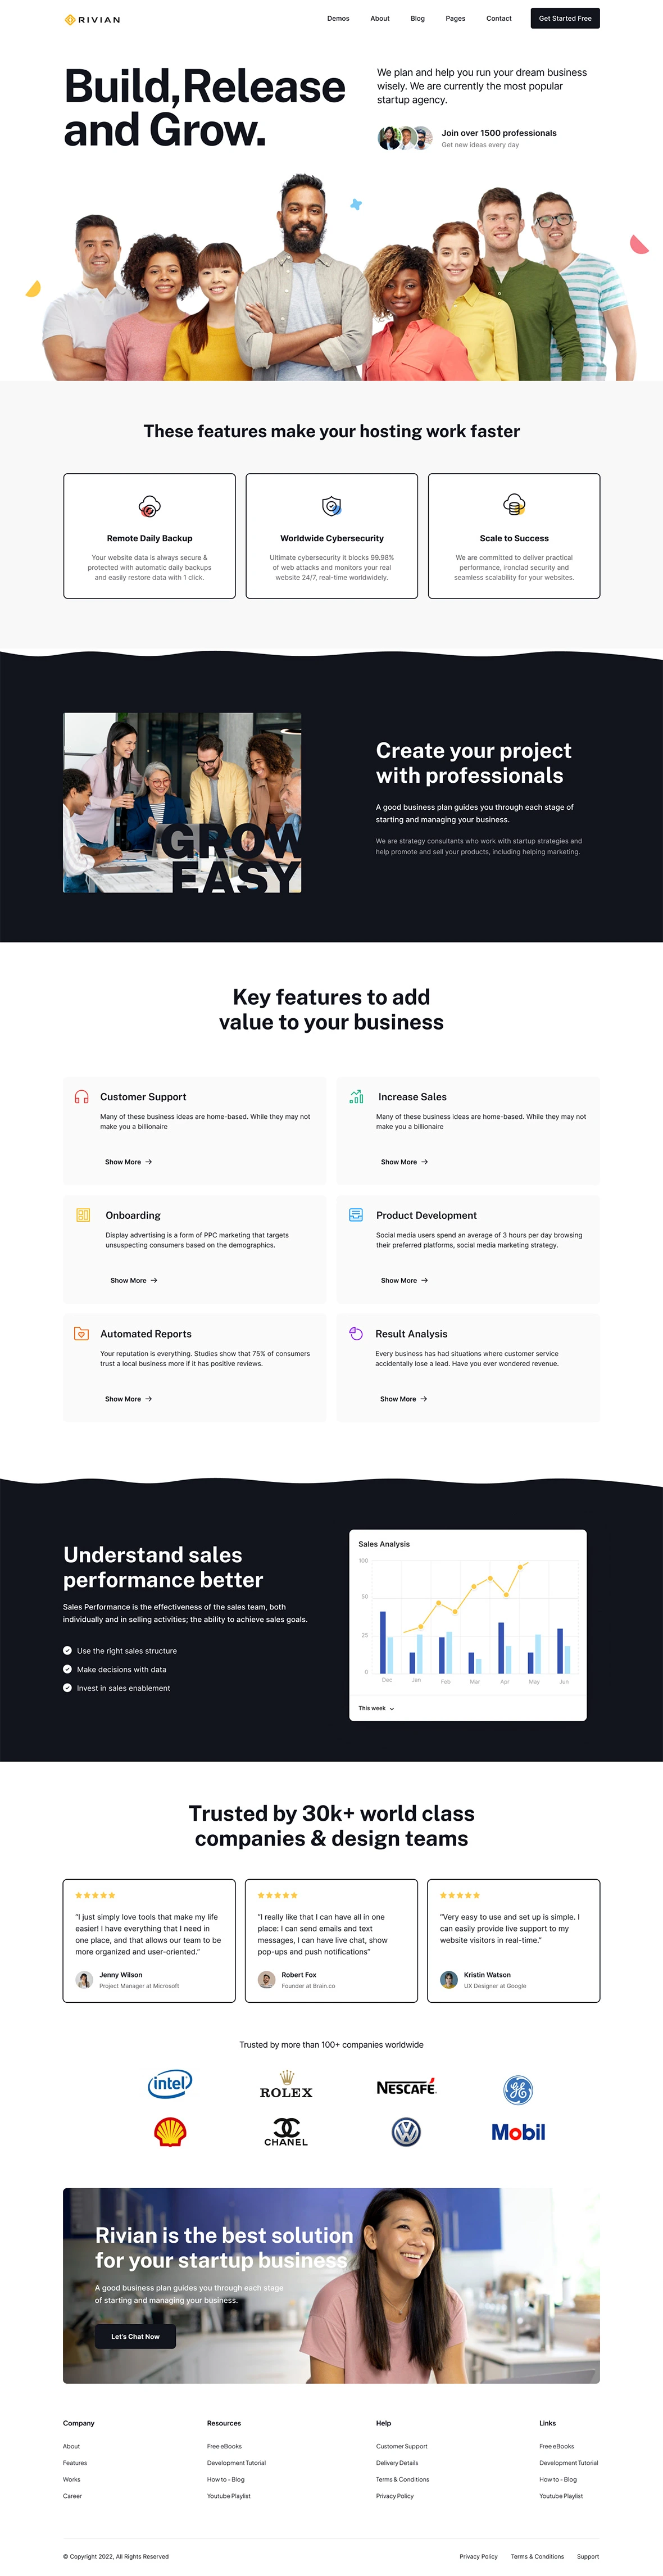 RIVIAN
Demos
About
Blog
Pages
Contact
Get Started Free
Build,Release
and Grow.
We plan and help you run your dream business
wisely. We are currently the most popular
startup agency.
Join over 1500 professionals
Get new ideas every day
These features make your hosting work faster
Remote Daily Backup
Your website data is always secure &
protected with automatic daily backups
and easily restore data with 1 click.
Worldwide Cybersecurity
Ultimate cybersecurity it blocks 99.98%
of web attacks and monitors your real
website 24/7, real-time worldwidely.
Scale to Success
We are committed to deliver practical
performance, ironclad security and
seamless scalability for your websites.
GROW
EASY
Create your project
with professionals
A good business plan guides you through each stage of
starting and managing your business.
We are strategy consultants who work with startup strategies and
help promote and sell your products, including helping marketing.
Key features to add
value to your business
Customer Support
Many of these business ideas are home-based. While they may not
make you a billionaire
Show More
Increase Sales
Many of these business ideas are home-based. While they may not
make you a billionaire
Show More
Onboarding
Display advertising is a form of PPC marketing that targets
unsuspecting consumers based on the demographics.
Show More
Product Development
Social media users spend an average of 3 hours per day browsing
their preferred platforms, social media marketing strategy.
Show More
Automated Reports
Your reputation is everything. Studies show that 75% of consumers
trust a local business more if it has positive reviews.
Show More
Result Analysis
Every business has had situations where customer service
accidentally lose a lead. Have you ever wondered revenue.
Show More
Understand sales
performance better
Sales Performance is the effectiveness of the sales team, both
individually and in selling activities; the ability to achieve sales goals.
Use the right sales structure
Make decisions with data
Invest in sales enablement
Sales Analysis
100
50
25
0
Dec
Jan
Feb
Mar
Apr
May
Jun
This week
Trusted by 30k+ world class
companies & design teams
"I just simply love tools that make my life
easier! I have everything that I need in
one place, and that allows our team to be
more organized and user-oriented."
Jenny Wilson
Project Manager at Microsoft
"I really like that I can have all in one
place: I can send emails and text
messages, I can have live chat, show
pop-ups and push notifications"
Robert Fox
Founder at Brain.co
"Very easy to use and set up is simple. I
can easily provide live support to my
website visitors in real-time."
Kristin Watson
UX Designer at Google
Trusted by more than 100+ companies worldwide
intel
ROLEX
NESCAFÉ
GE
CHANEL
VW
Mobil
Rivian is the best solution
for your startup business
A good business plan guides you through each stage
of starting and managing your business.
Let's Chat Now
Company
About
Features
Works
Career
Resources
Free eBooks
Development Tutorial
How to - Blog
Youtube Playlist
Help
Customer Support
Delivery Details
Terms & Conditions
Privacy Policy
Links
Free eBooks
Development Tutorial
How to - Blog
Youtube Playlist
© Copyright 2022, All Rights Reserved
Privacy Policy
Terms & Conditions
Support